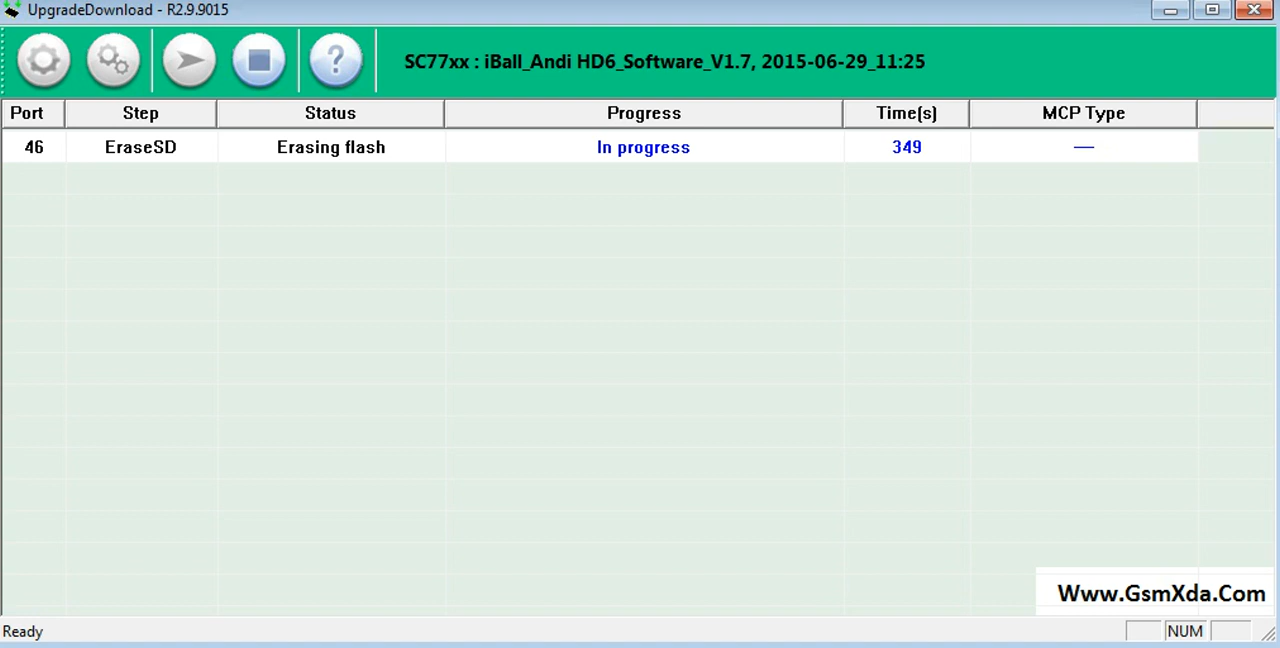 UpgradeDownload - R2.9.9015
SC77xx : iBall_Andi HD6_Software_V1.7, 2015-06-29_11:25
Port Step Status Progress Time(s) MCP Type
46 EraseSD Erasing flash In progress 349 —
Www.GsmXda.Com
Ready NUM